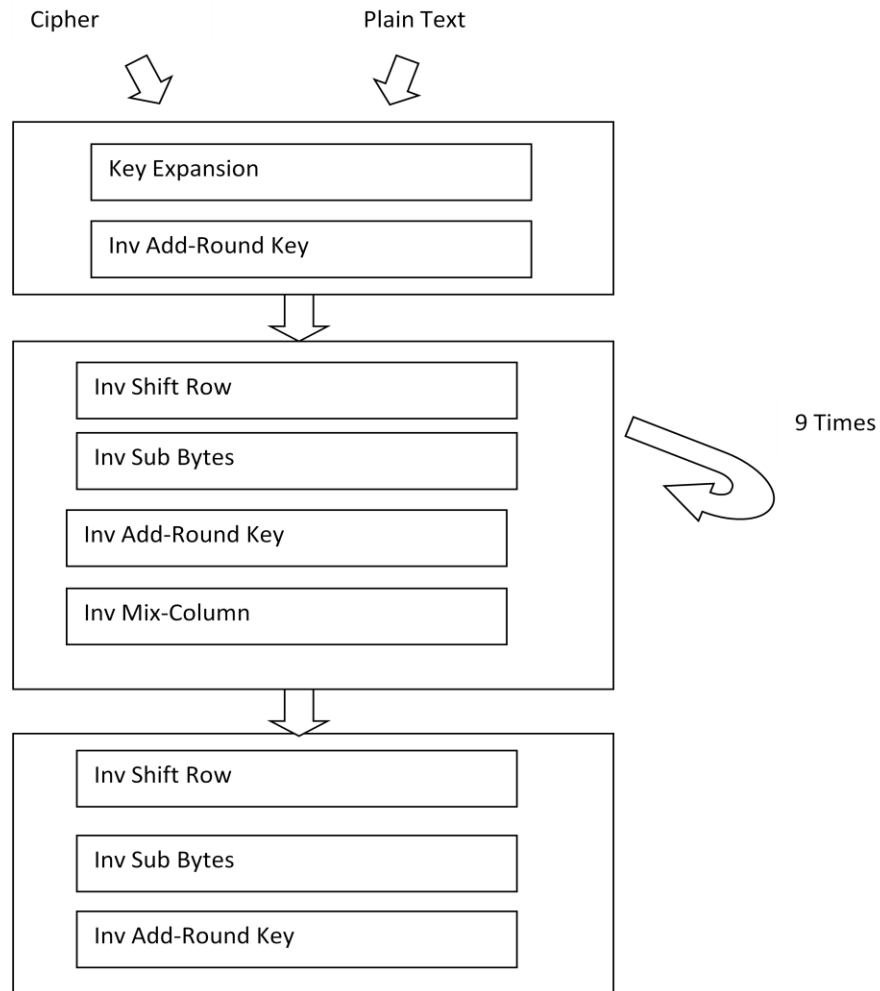 Cipher
Plain Text
Key Expansion
Inv Add-Round Key
Inv Shift Row
Inv Sub Bytes
9 Times
Inv Add-Round Key
Inv Mix-Column
Inv Shift Row
Inv Sub Bytes
Inv Add-Round Key